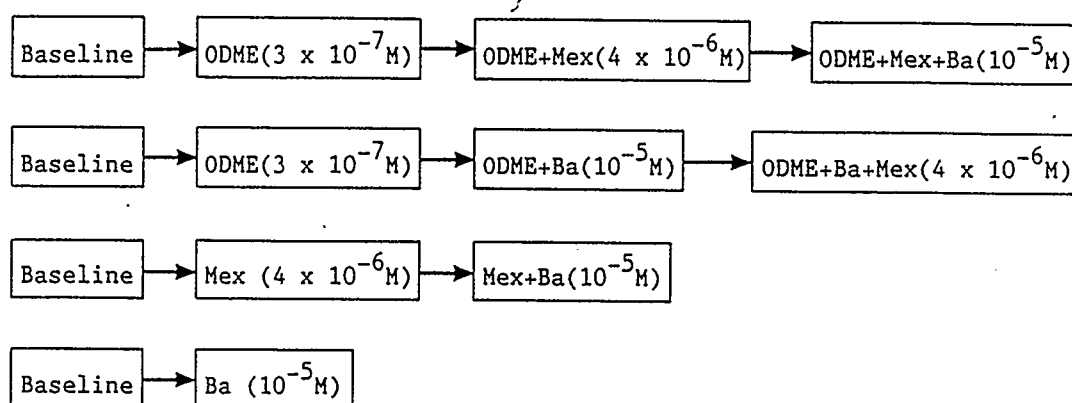 Baseline ODME(3 x 10⁻⁷M) ODME+Mex(4 x 10⁻⁶M) ODME+Mex+Ba(10⁻⁵M)
Baseline ODME(3 x 10⁻⁷M) ODME+Ba(10⁻⁵M) ODME+Ba+Mex(4 x 10⁻⁶M)
Baseline Mex (4 x 10⁻⁶M) Mex+Ba(10⁻⁵M)
Baseline Ba (10⁻⁵M)